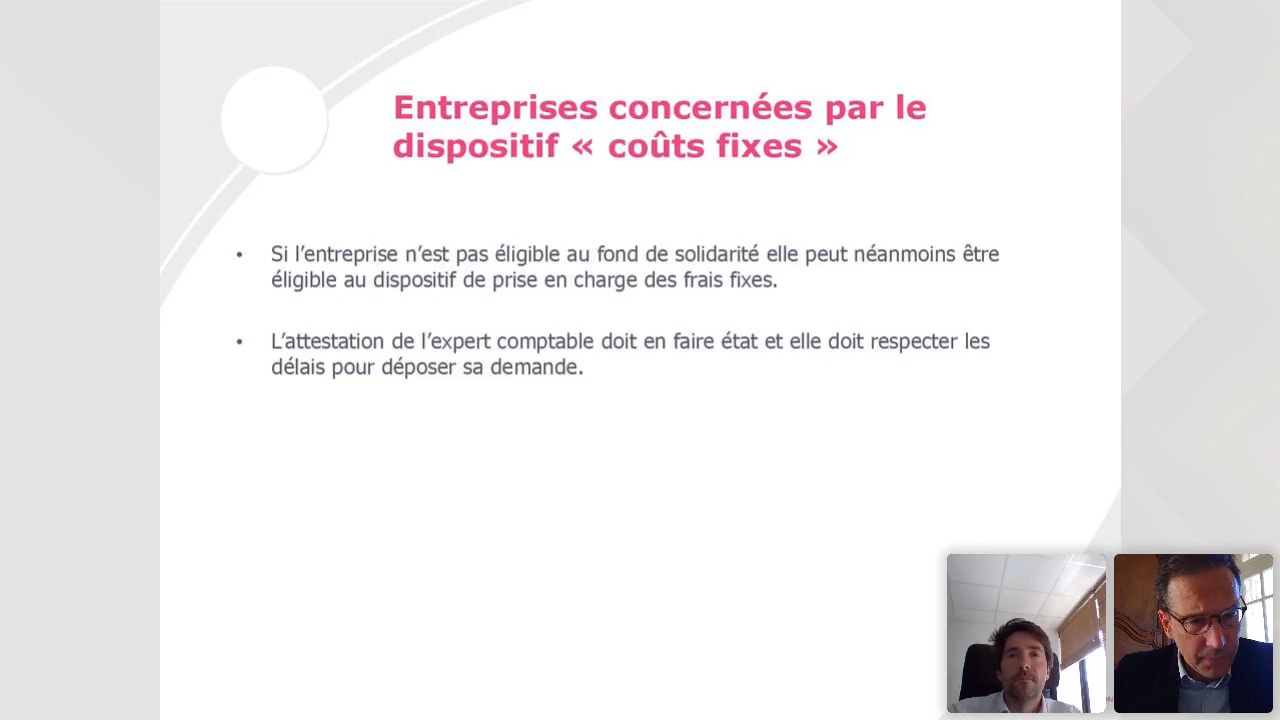 Entreprises concernées par le
dispositif « coûts fixes »
• Si l’entreprise n’est pas éligible au fond de solidarité elle peut néanmoins être
éligible au dispositif de prise en charge des frais fixes.
• L’attestation de l’expert comptable doit en faire état et elle doit respecter les
délais pour déposer sa demande.